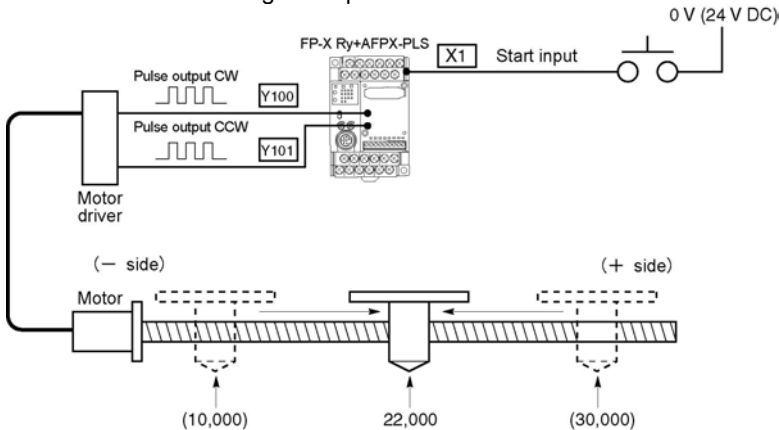 0 V (24 V DC)
FP-X Ry+AFPX-PLS
X1
Start input
Pulse output CW
Y100
Pulse output CCW
Y101
Motor
driver
(− side)
(+ side)
Motor
(10,000)
22,000
(30,000)